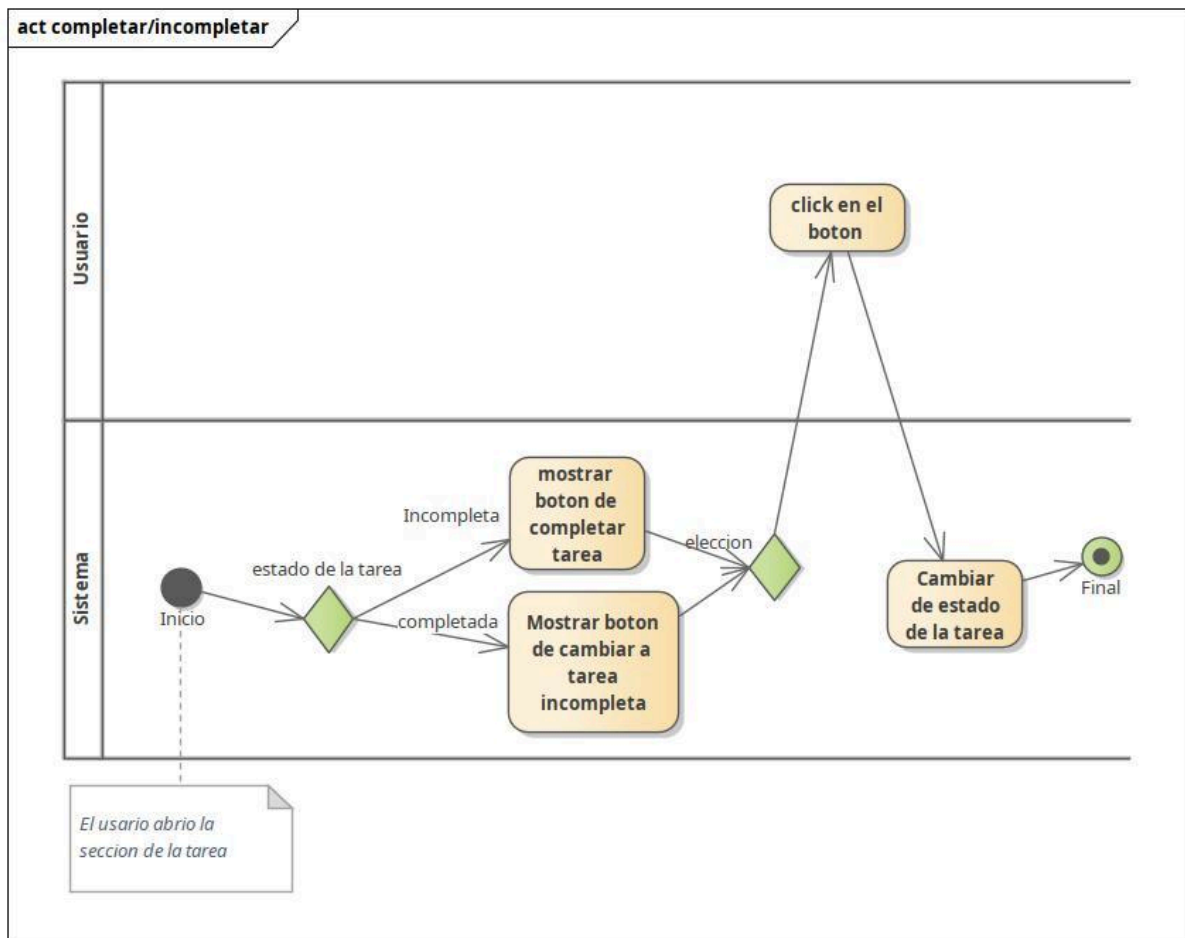 act completar/incompletar
Usuario
click en el
boton
Sistema
Inicio
estado de la tarea
Incompleta
completada
mostrar
boton de
completar
tarea
Mostrar boton
de cambiar a
tarea
incompleta
eleccion
Cambiar
de estado
de la tarea
Final
El usario abrio la
seccion de la tarea